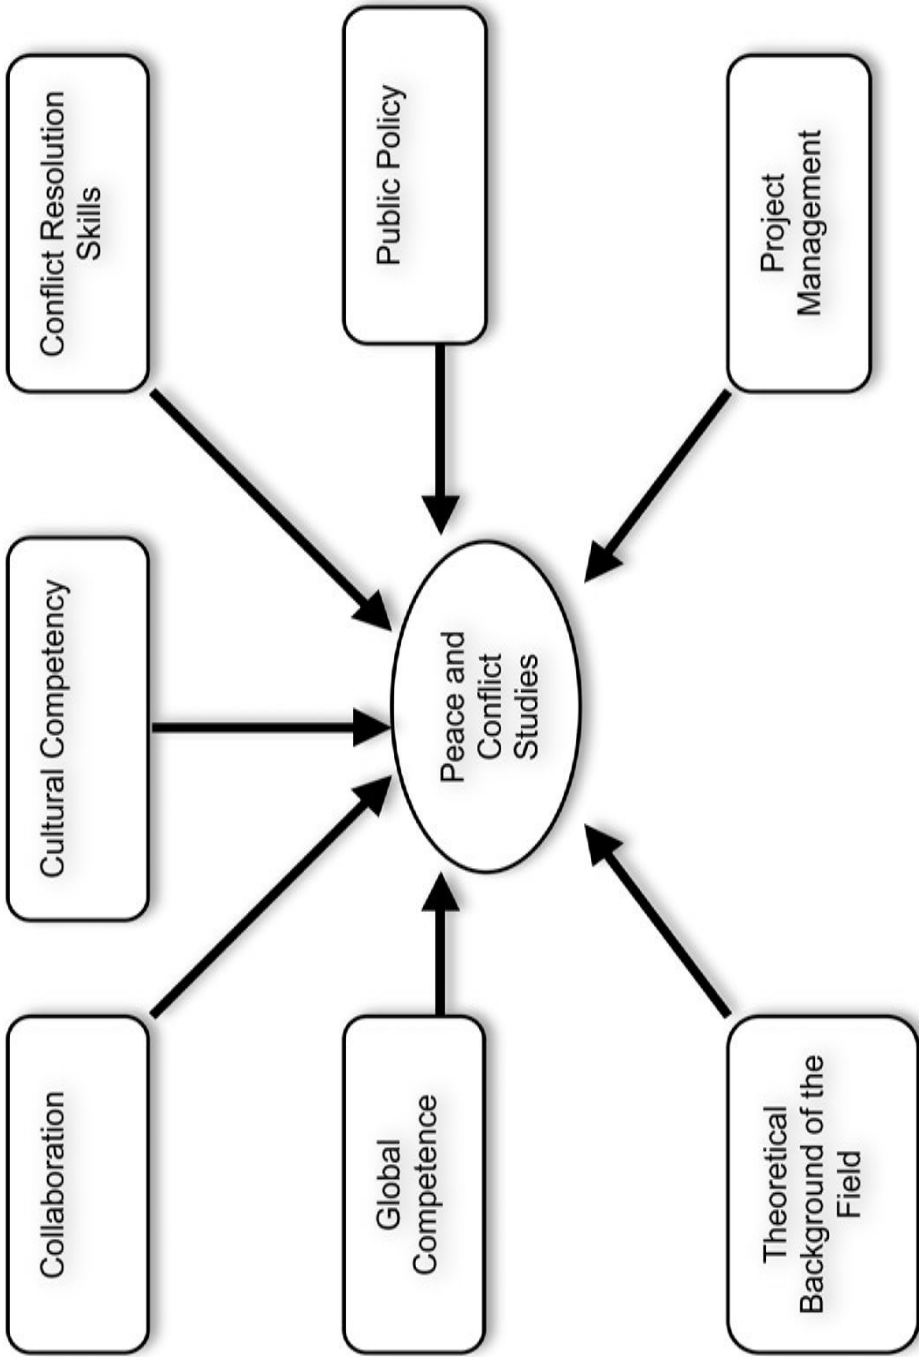 Collaboration
Cultural Competency
Conflict Resolution
Skills
Global
Competence
Peace and
Conflict
Studies
Public Policy
Theoretical
Background of the
Field
Project
Management